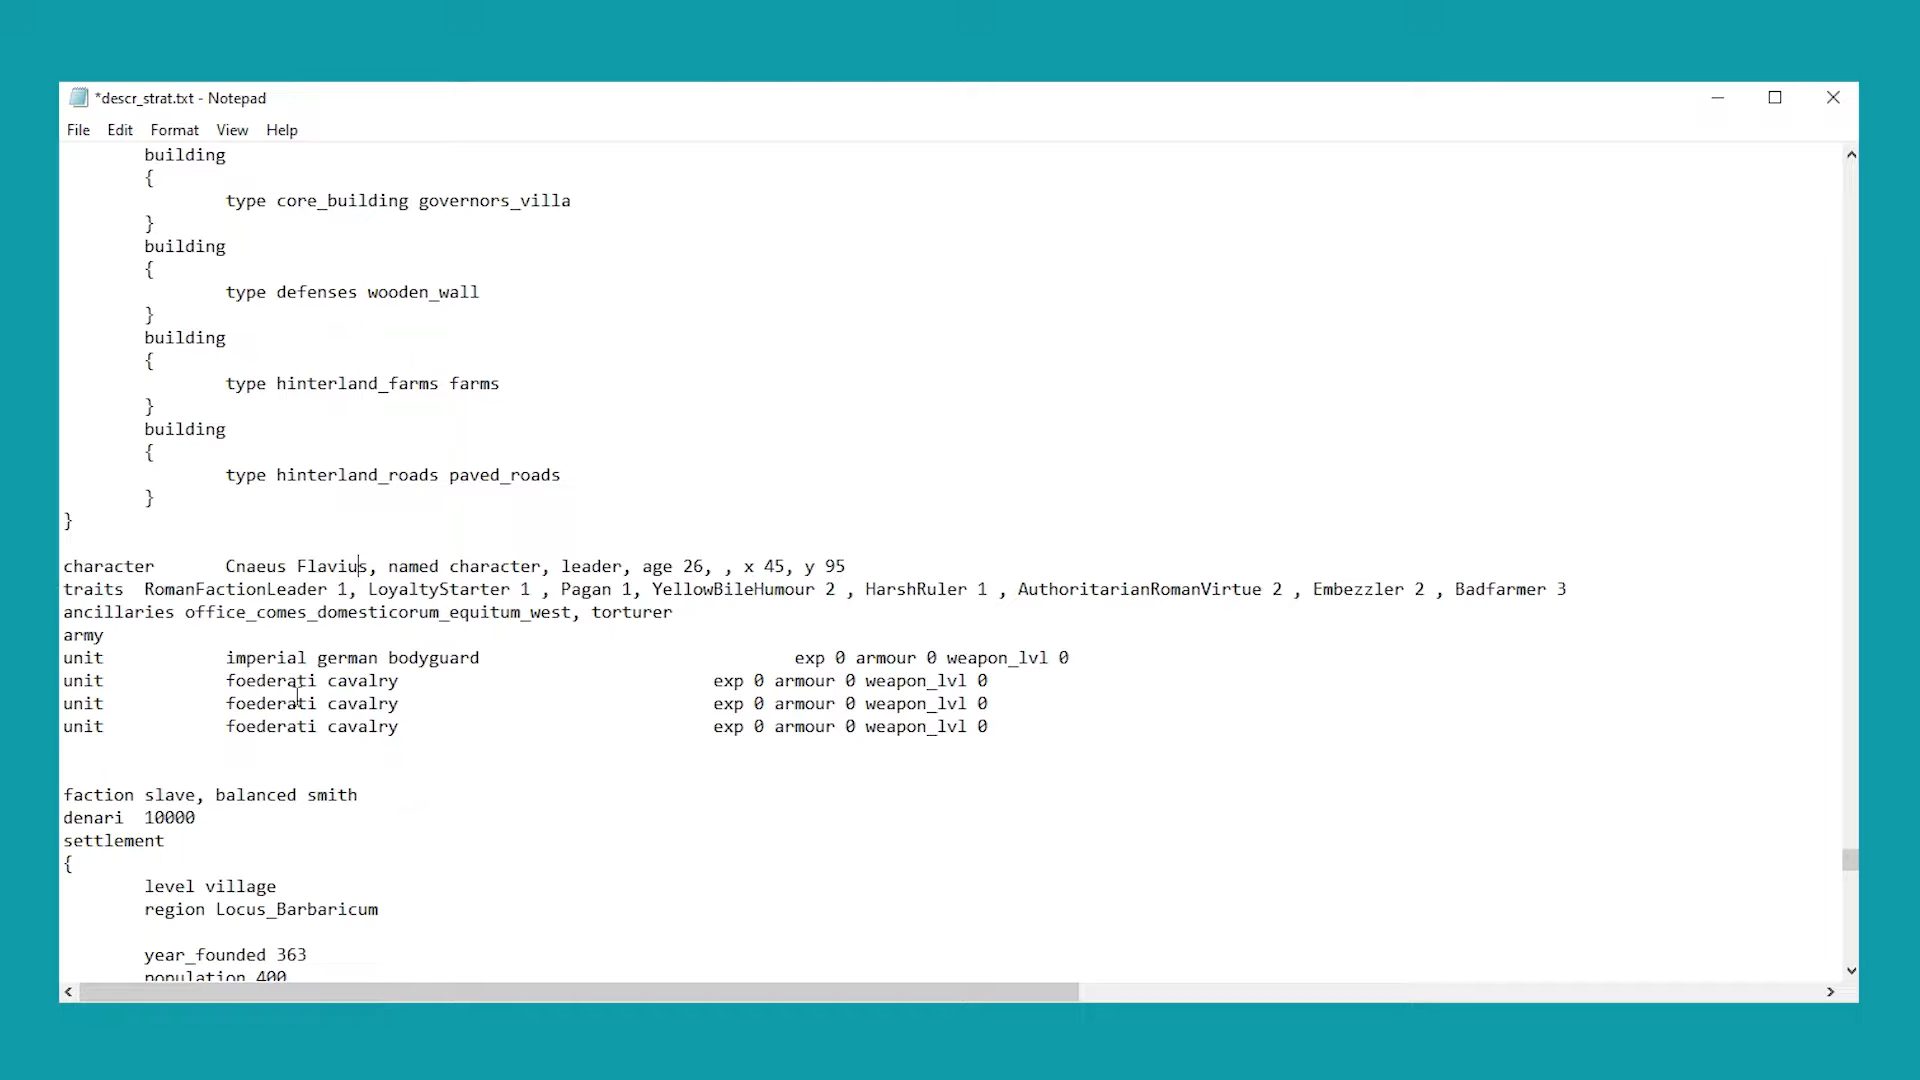 *descr_strat.txt - Notepad
File Edit Format View Help
building
{
type core_building governors_villa
}
building
{
type defenses wooden_wall
}
building
{
type hinterland_farms farms
}
building
{
type hinterland_roads paved_roads
}
}
character Cnaeus Flavius, named character, leader, age 26, , x 45, y 95
traits RomanFactionLeader 1, LoyaltyStarter 1 , Pagan 1, YellowBileHumour 2 , HarshRuler 1 , AuthoritarianRomanVirtue 2 , Embezzler 2 , Badfarmer 3
ancillaries office_comes_domesticorum_equitum_west, torturer
army
unit imperial german bodyguard exp 0 armour 0 weapon_lvl 0
unit foederati cavalry exp 0 armour 0 weapon_lvl 0
unit foederati cavalry exp 0 armour 0 weapon_lvl 0
unit foederati cavalry exp 0 armour 0 weapon_lvl 0
faction slave, balanced smith
denari 10000
settlement
{
level village
region Locus_Barbaricum
year_founded 363
population 400